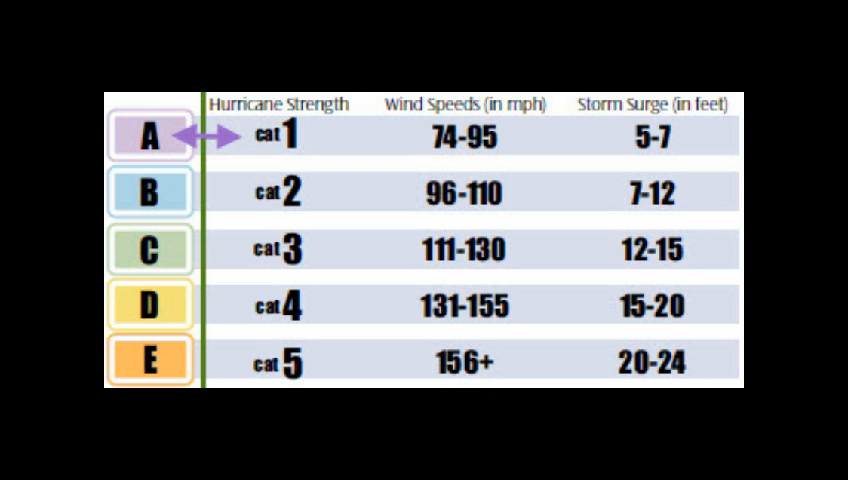 Hurricane Strength Wind Speeds (in mph) Storm Surge (in feet)
A cat 1 74-95 5-7
B cat 2 96-110 7-12
C cat 3 111-130 12-15
D cat 4 131-155 15-20
E cat 5 156+ 20-24